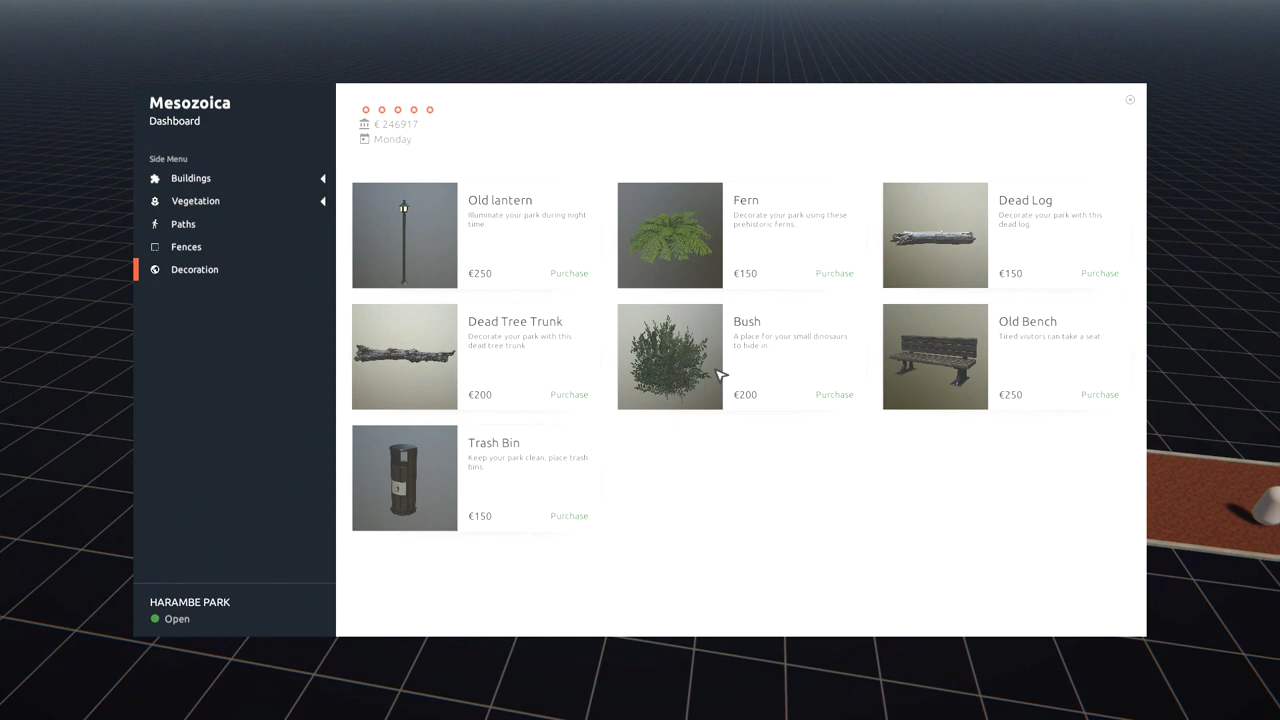 Mesozoica
Dashboard
Side Menu
Buildings
Vegetation
Paths
Fences
Decoration
HARAMBE PARK
Open
€ 246917
Monday
Old lantern
Illuminate your park during night
time.
€250 Purchase
Fern
Decorate your park using these
prehistoric ferns.
€150 Purchase
Dead Log
Decorate your park with this
dead log
€150 Purchase
Dead Tree Trunk
Decorate your park with this
dead tree trunk
€200 Purchase
Bush
A place for your small dinosaurs
to hide in
€200 Purchase
Old Bench
Tired visitors can take a seat
€250 Purchase
Trash Bin
Keep your park clean, place trash
bins.
€150 Purchase